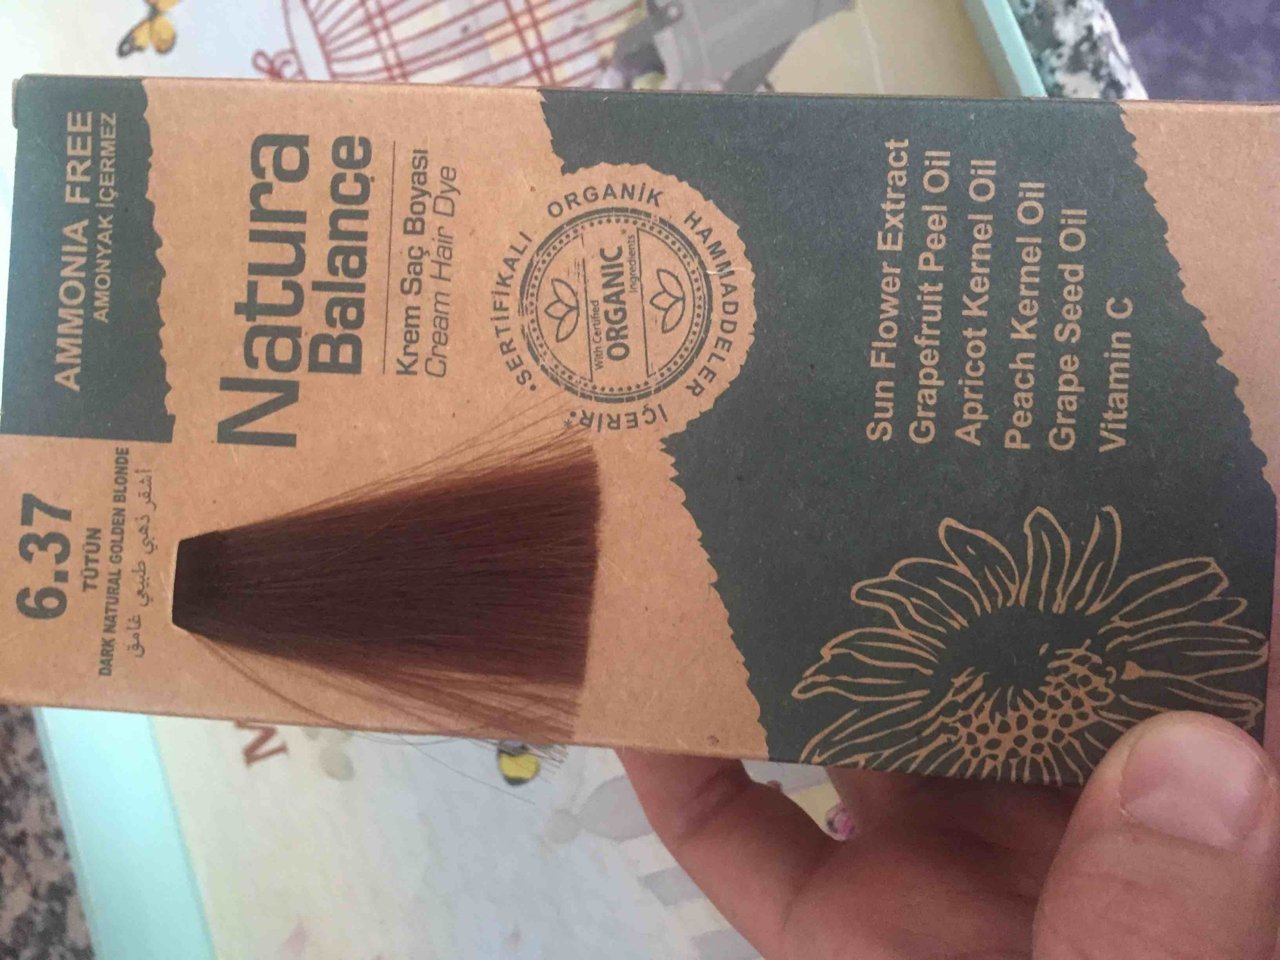 AMMONIA FREE
AMONYAK İÇERMEZ
6.37
TÜTÜN
DARK NATURAL GOLDEN BLONDE
أشقر ذهبي طبيعي غامق
Natura
Balance
Krem Saç Boyası
Cream Hair Dye
SERTİFİKALI ORGANİK HAMMADDELER İÇERİR*
With Certified
ORGANIC*
Ingredients
Sun Flower Extract
Grapefruit Peel Oil
Apricot Kernel Oil
Peach Kernel Oil
Grape Seed Oil
Vitamin C